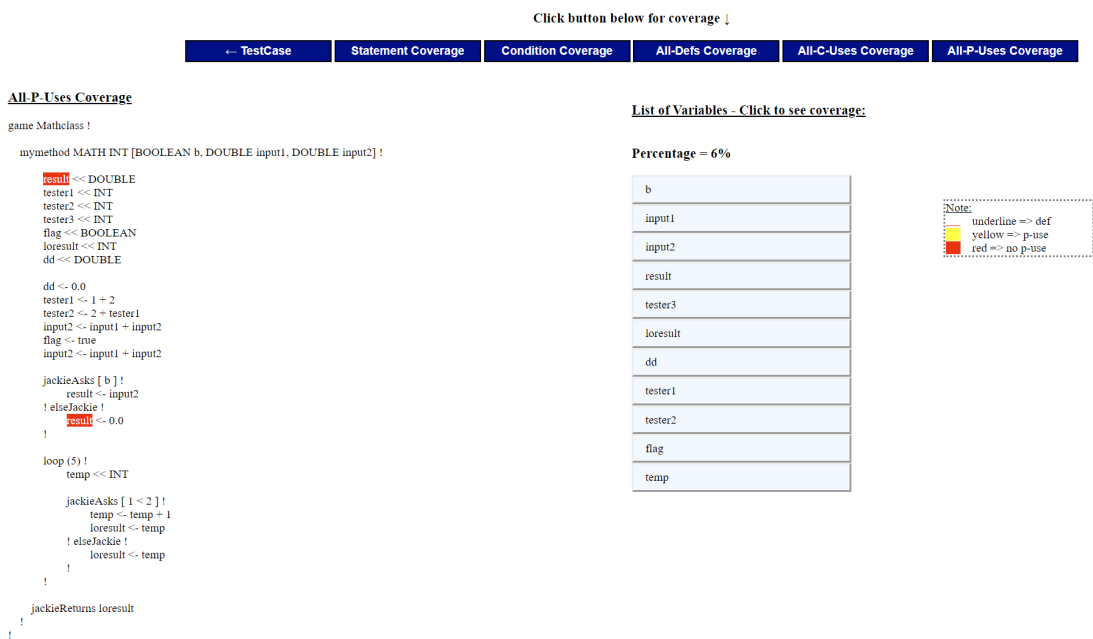 Click button below for coverage ↓
← TestCase
Statement Coverage
Condition Coverage
All-Defs Coverage
All-C-Uses Coverage
All-P-Uses Coverage
All-P-Uses Coverage
game Mathclass !
mymethod MATH INT [BOOLEAN b, DOUBLE input1, DOUBLE input2] !
result << DOUBLE
tester1 << INT
tester2 << INT
tester3 << INT
flag << BOOLEAN
loresult << INT
dd << DOUBLE
dd <- 0.0
tester1 <- 1 + 2
tester2 <- 2 + tester1
input2 <- input1 + input2
flag <- true
input2 <- input1 + input2
jackieAsks [ b ] !
result <- input2
! elseJackie !
result <- 0.0
!
loop (5) !
temp << INT
jackieAsks [ 1 < 2 ] !
temp <- temp + 1
loresult <- temp
! elseJackie !
loresult <- temp
!
!
jackieReturns loresult
!
!
List of Variables - Click to see coverage:
Percentage = 6%
b
input1
input2
result
tester3
loresult
dd
tester1
tester2
flag
temp
Note:
underline => def
yellow => p-use
red => no p-use